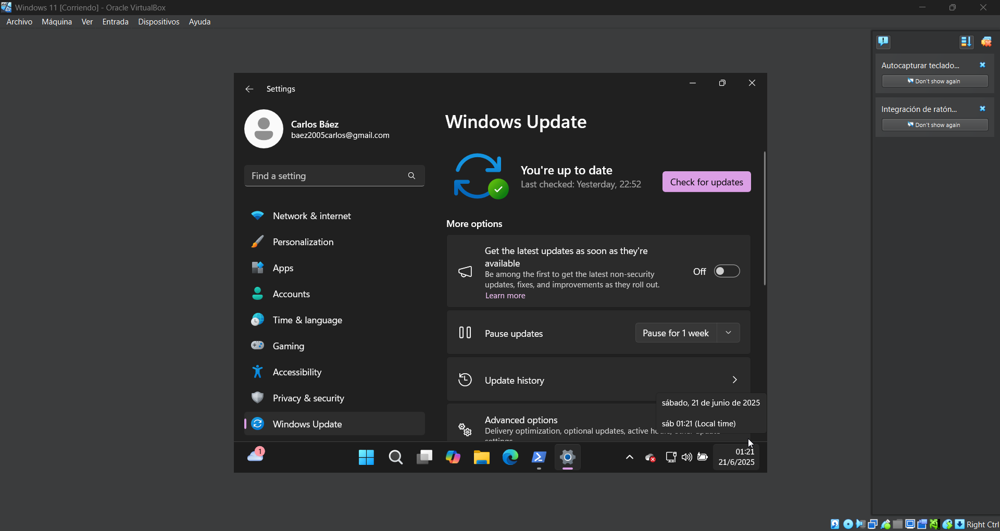 Windows 11 [Corriendo] - Oracle VirtualBox
Archivo Máquina Ver Entrada Dispositivos Ayuda
Autocapturar teclado...
Don't show again
Integración de ratón...
Don't show again
Settings
Carlos Báez
baez2005carlos@gmail.com
Find a setting
Network & internet
Personalization
Apps
Accounts
Time & language
Gaming
Accessibility
Privacy & security
Windows Update
Windows Update
You're up to date
Last checked: Yesterday, 22:52
Check for updates
More options
Get the latest updates as soon as they're
available
Be among the first to get the latest non-security
updates, fixes, and improvements as they roll out.
Learn more
Off
Pause updates
Pause for 1 week
Update history
Advanced options
Delivery optimization, optional updates, active
sábado, 21 de junio de 2025
sáb 01:21 (Local time)
1
01:21
21/6/2025
Right Ctrl